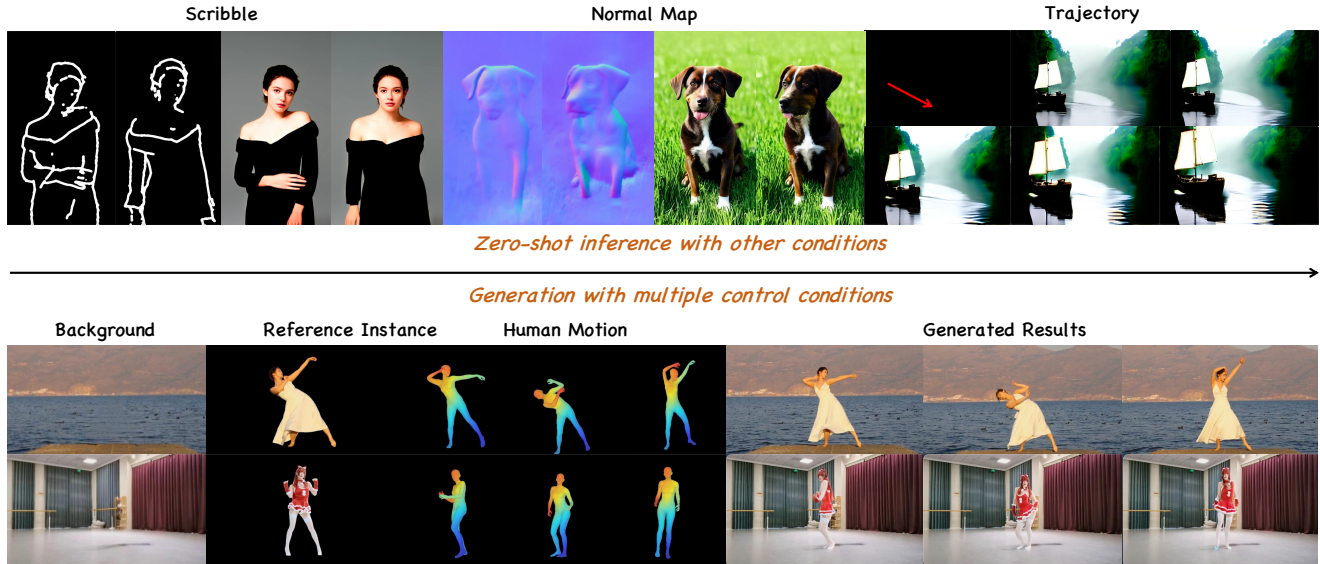 Scribble
Normal Map
Trajectory
Zero-shot inference with other conditions
Generation with multiple control conditions
Background
Reference Instance
Human Motion
Generated Results